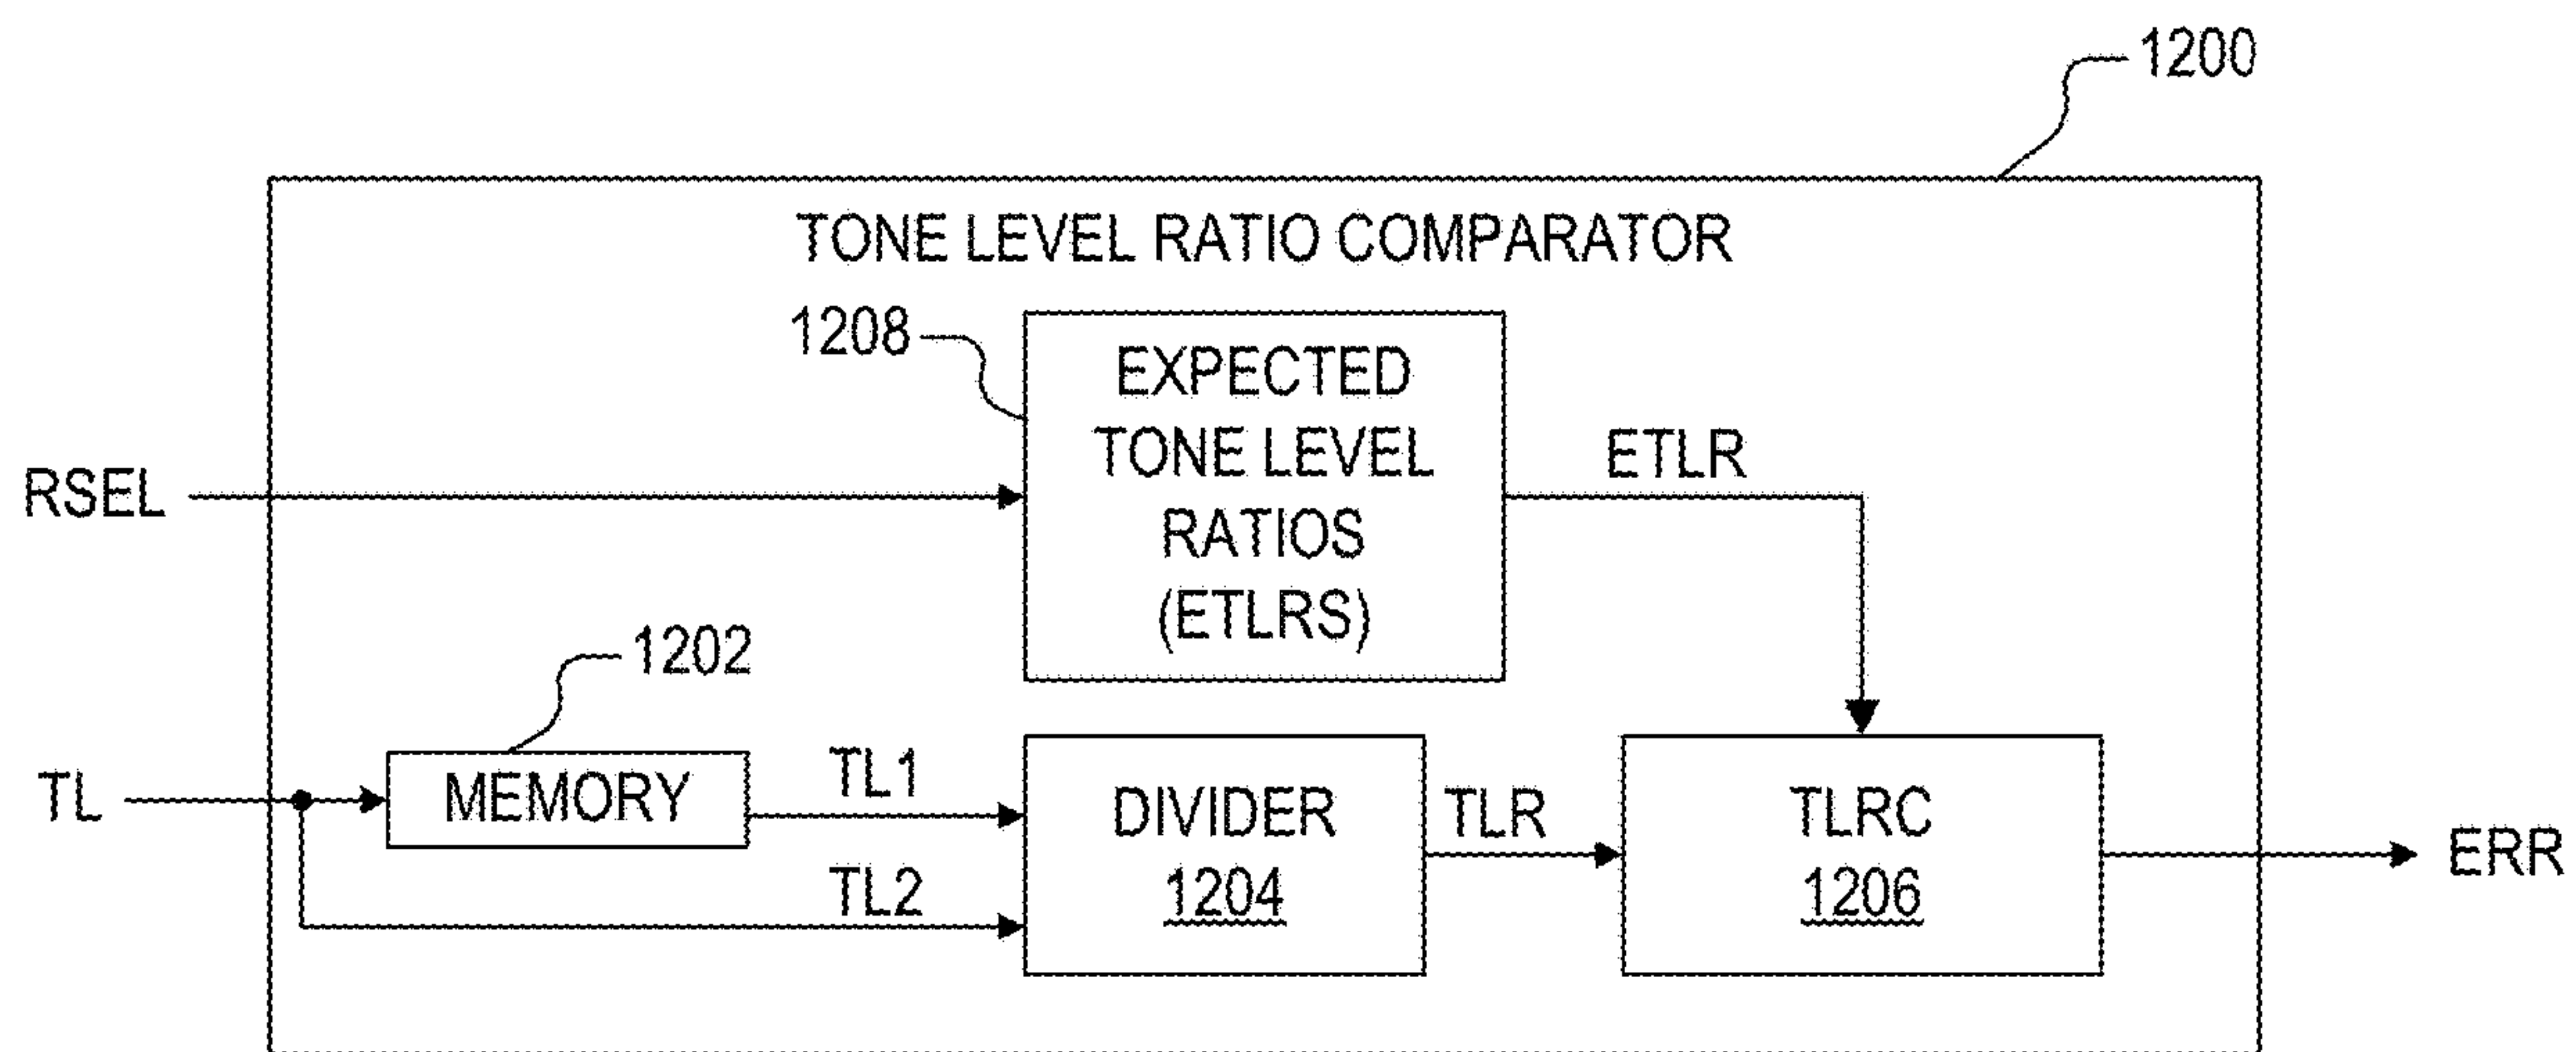 1200
TONE LEVEL RATIO COMPARATOR
1208
EXPECTED
TONE LEVEL
RATIOS
(ETLRS)
ETLR
RSEL
1202
TL
MEMORY
TL1
TL2
DIVIDER
1204
TLR
TLRC
1206
ERR